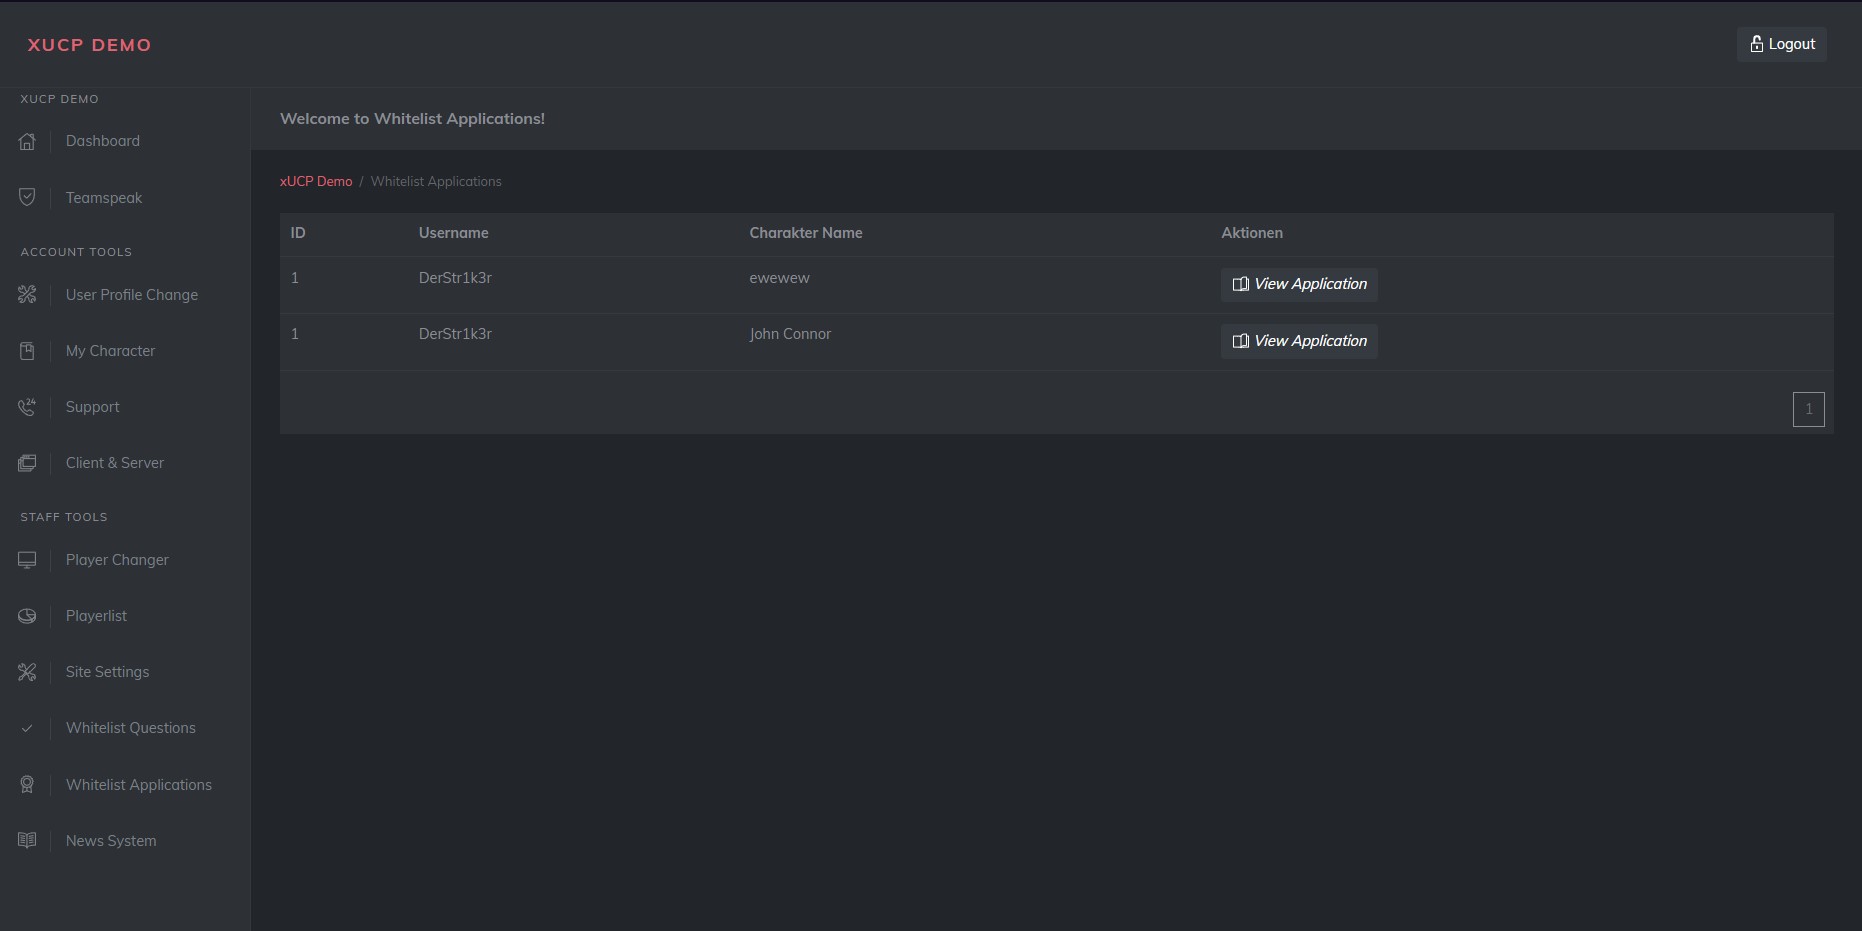 XUCP DEMO
Logout
XUCP DEMO
Dashboard
Teamspeak
ACCOUNT TOOLS
User Profile Change
My Character
24
Support
Client & Server
STAFF TOOLS
Player Changer
Playerlist
Site Settings
Whitelist Questions
Whitelist Applications
News System
Welcome to Whitelist Applications!
xUCP Demo / Whitelist Applications
ID Username Charakter Name Aktionen
1 DerStr1k3r ewewew View Application
1 DerStr1k3r John Connor View Application
1